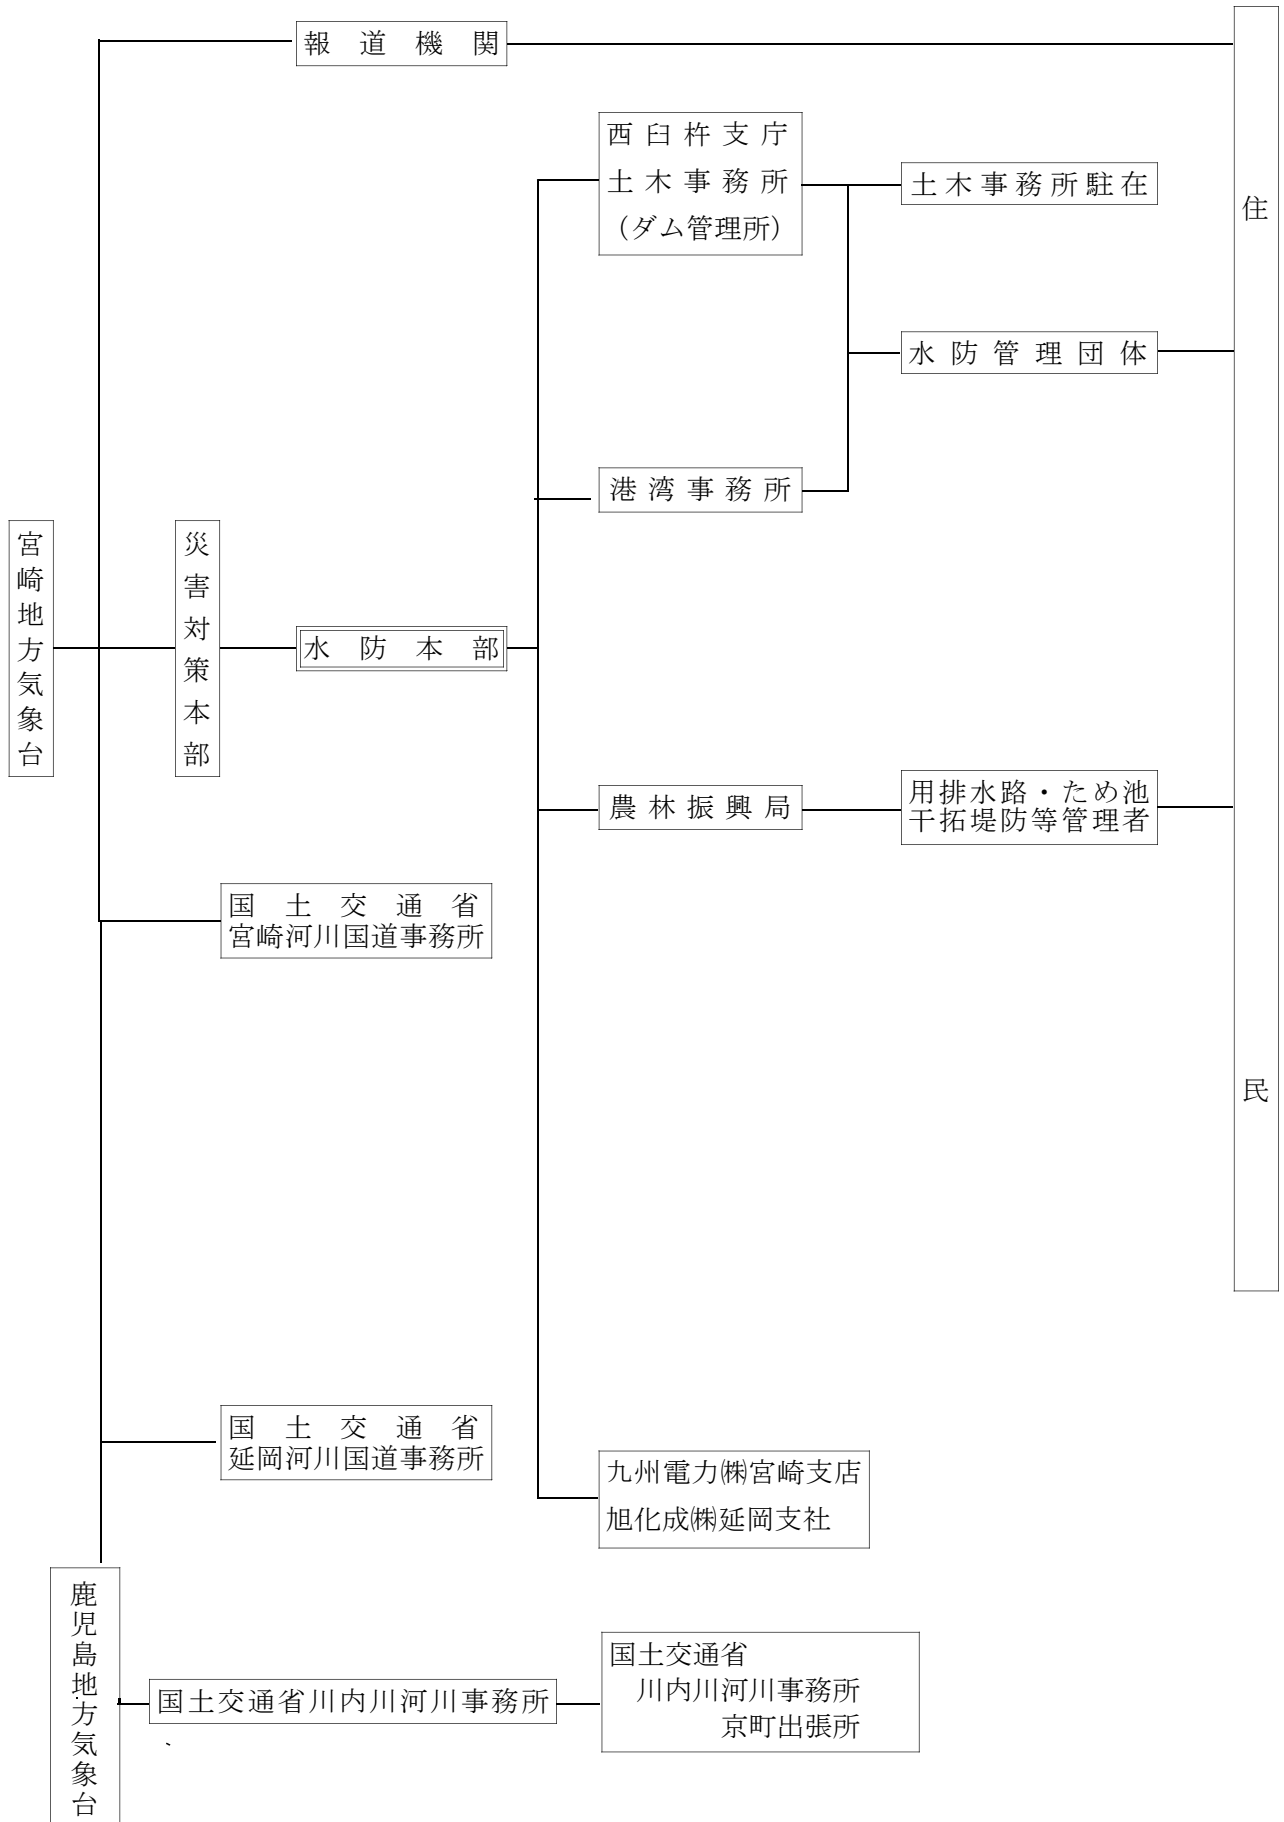 報道機関
西臼杵支庁
土木事務所
（ダム管理所）
土木事務所駐在
住民
水防管理団体
港湾事務所
宮崎地方気象台
災害対策本部
水防本部
農林振興局
用排水路・ため池
干拓堤防等管理者
国土交通省
宮崎河川国道事務所
国土交通省
延岡河川国道事務所
九州電力㈱宮崎支店
旭化成㈱延岡支社
鹿児島地方気象台
国土交通省川内川河川事務所
国土交通省
川内川河川事務所
京町出張所